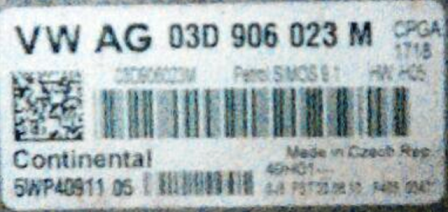 VW AG 03D 906 023 M CPGA
1718
03D906023M Petrol SIMOS 9.1 HW: H05
Continental Made in Czech Rep.
5WP40911 05